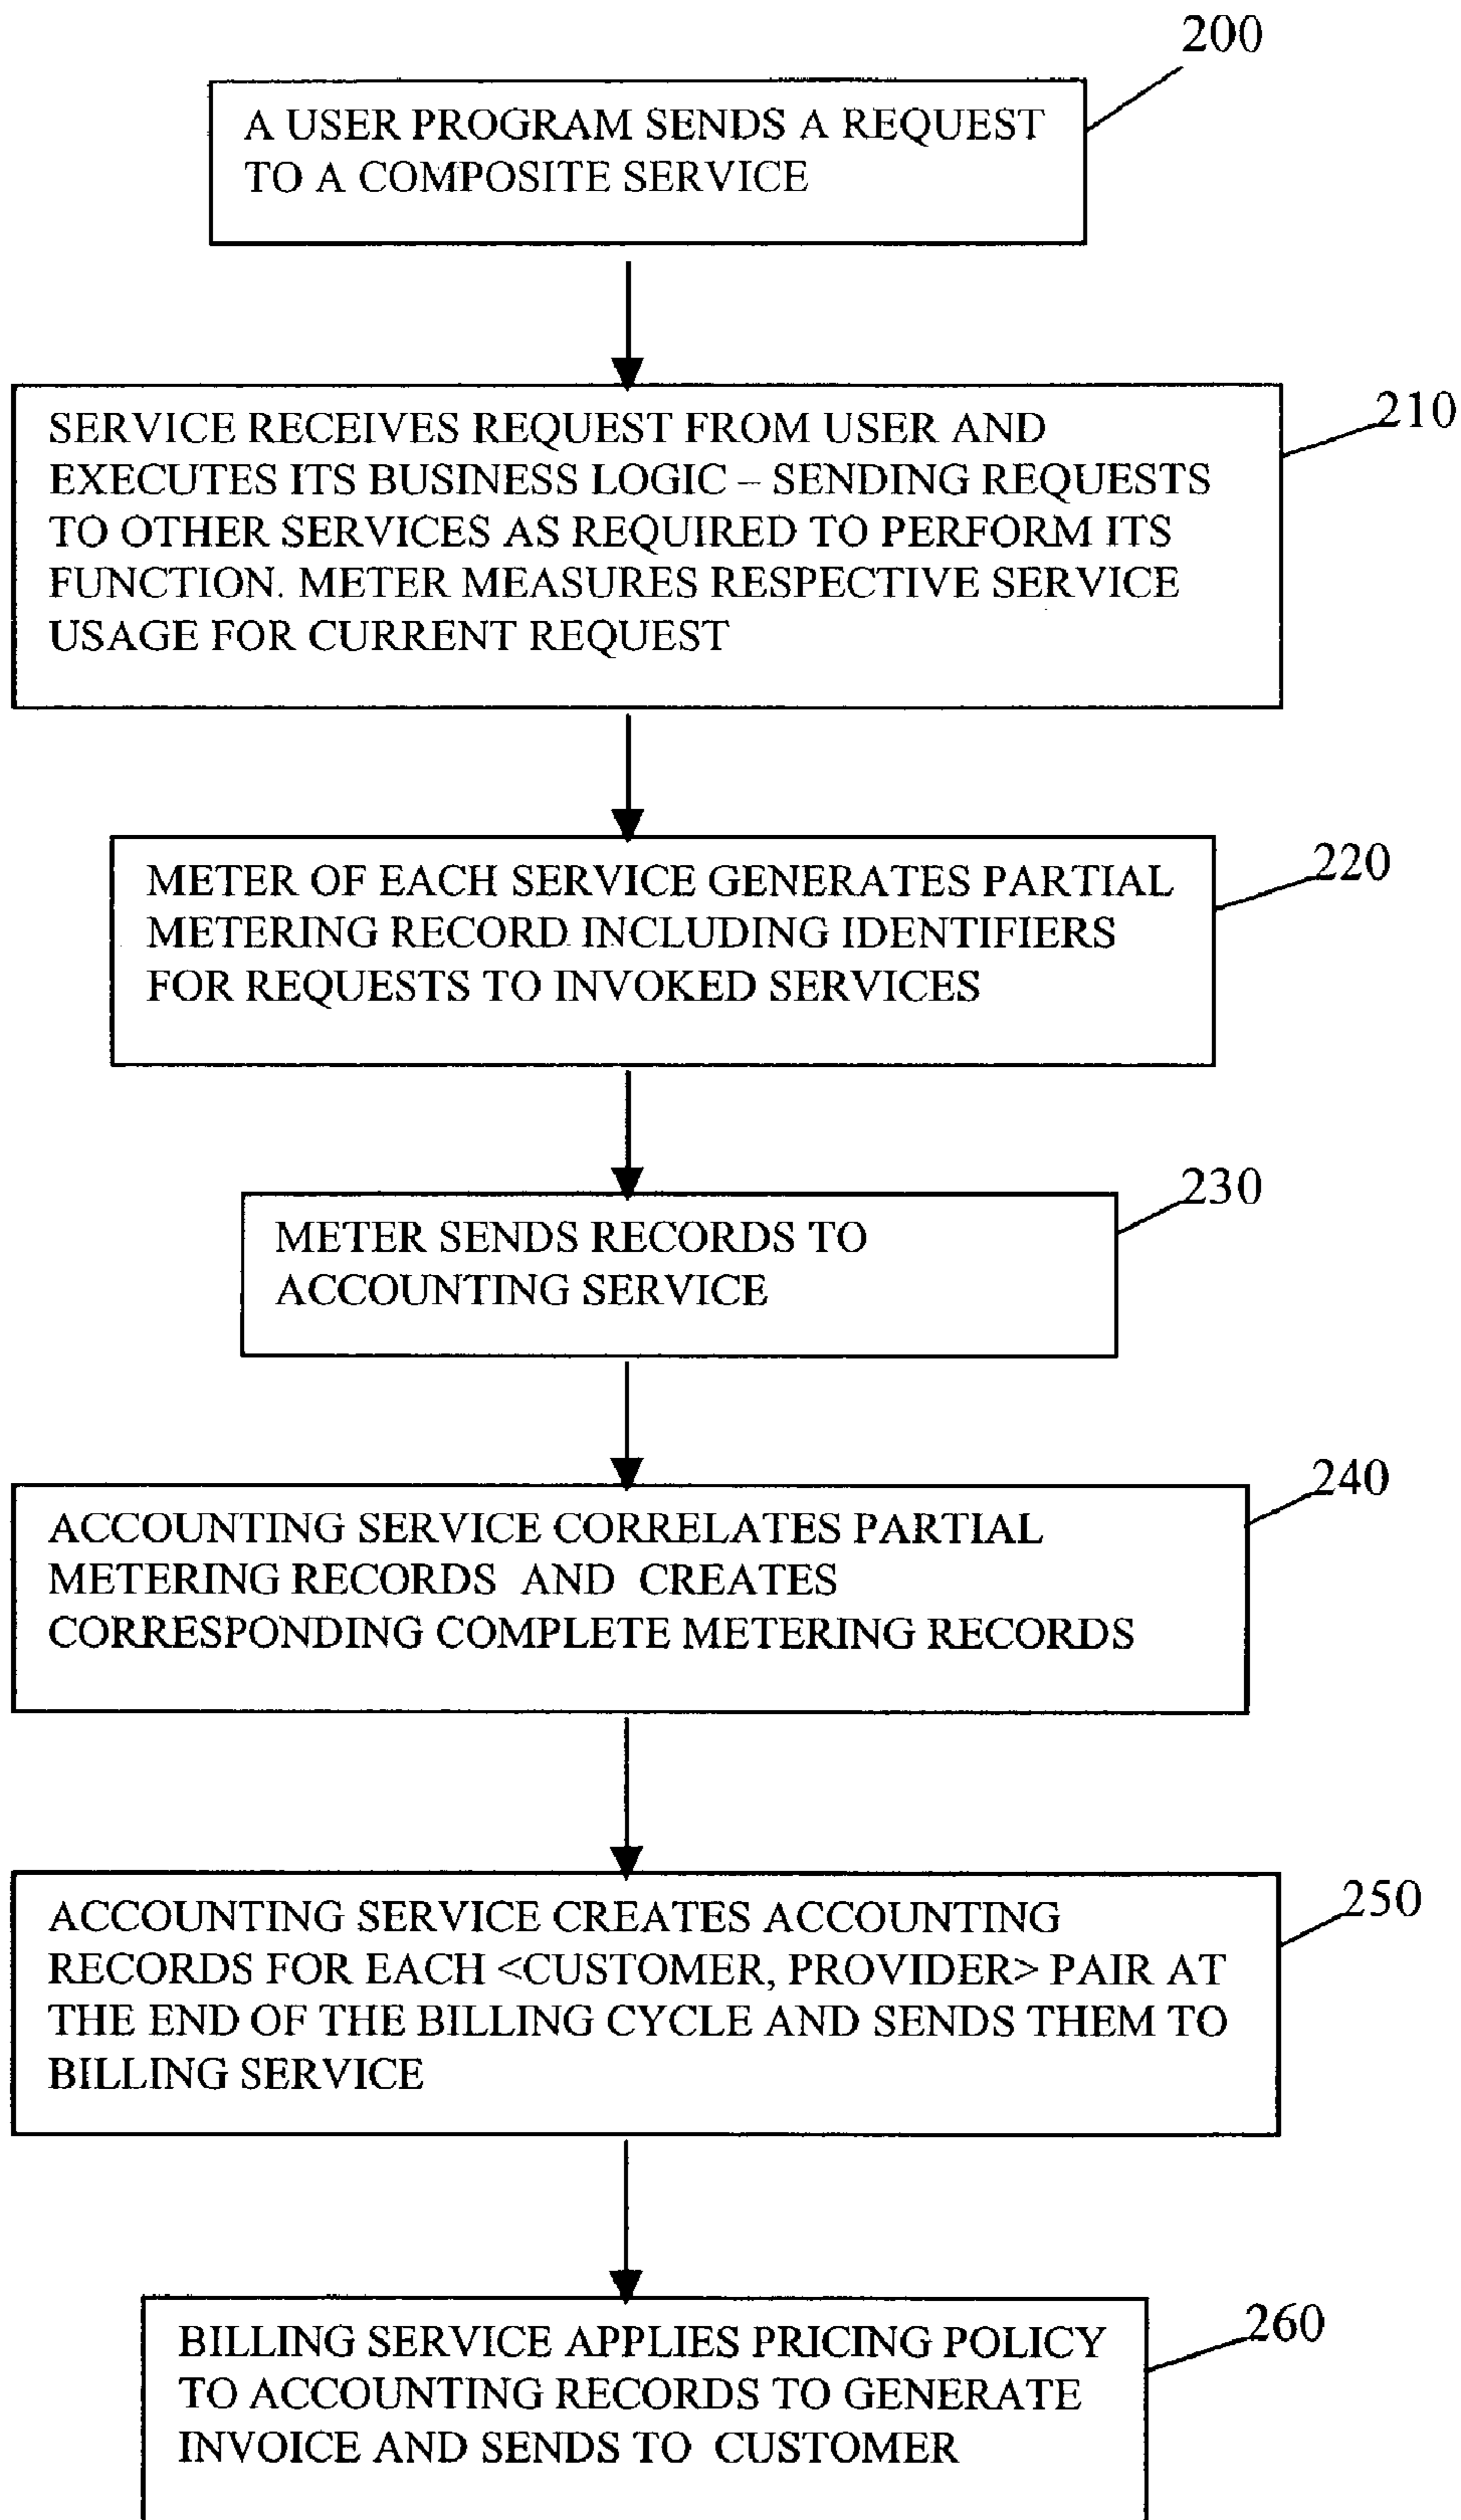 200
A USER PROGRAM SENDS A REQUEST
TO A COMPOSITE SERVICE
210
SERVICE RECEIVES REQUEST FROM USER AND
EXECUTES ITS BUSINESS LOGIC – SENDING REQUESTS
TO OTHER SERVICES AS REQUIRED TO PERFORM ITS
FUNCTION. METER MEASURES RESPECTIVE SERVICE
USAGE FOR CURRENT REQUEST
220
METER OF EACH SERVICE GENERATES PARTIAL
METERING RECORD INCLUDING IDENTIFIERS
FOR REQUESTS TO INVOKED SERVICES
230
METER SENDS RECORDS TO
ACCOUNTING SERVICE
240
ACCOUNTING SERVICE CORRELATES PARTIAL
METERING RECORDS AND CREATES
CORRESPONDING COMPLETE METERING RECORDS
250
ACCOUNTING SERVICE CREATES ACCOUNTING
RECORDS FOR EACH <CUSTOMER, PROVIDER> PAIR AT
THE END OF THE BILLING CYCLE AND SENDS THEM TO
BILLING SERVICE
260
BILLING SERVICE APPLIES PRICING POLICY
TO ACCOUNTING RECORDS TO GENERATE
INVOICE AND SENDS TO CUSTOMER